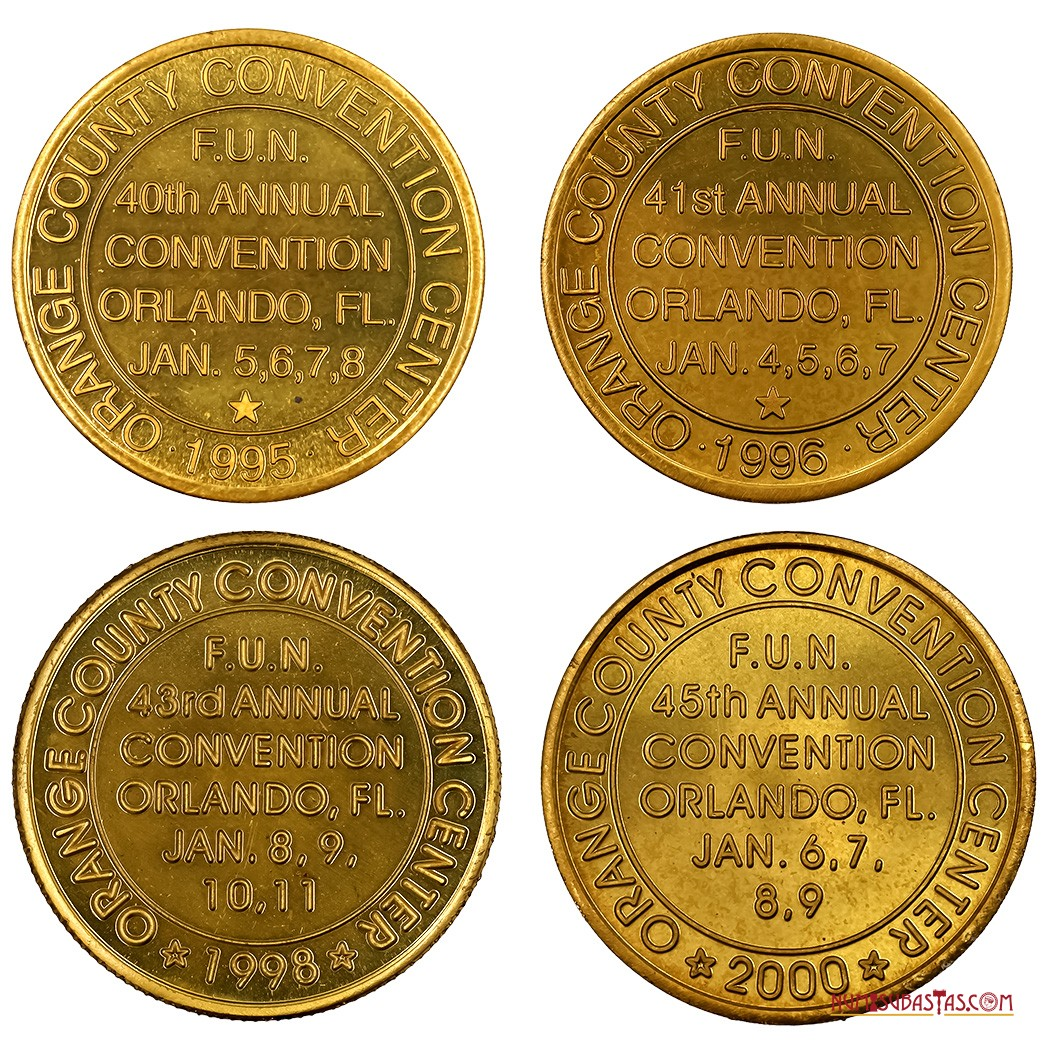 ORANGE COUNTY CONVENTION CENTER
F.U.N.
40th ANNUAL
CONVENTION
ORLANDO, FL.
JAN. 5,6,7,8
· 1995 ·
ORANGE COUNTY CONVENTION CENTER
F.U.N.
41st ANNUAL
CONVENTION
ORLANDO, FL.
JAN. 4,5,6,7
· 1996 ·
ORANGE COUNTY CONVENTION CENTER
F.U.N.
43rd ANNUAL
CONVENTION
ORLANDO, FL.
JAN. 8, 9,
10,11
1998
ORANGE COUNTY CONVENTION CENTER
F.U.N.
45th ANNUAL
CONVENTION
ORLANDO, FL.
JAN. 6,7,
8,9
2000
NUMISUBASTAS.COM